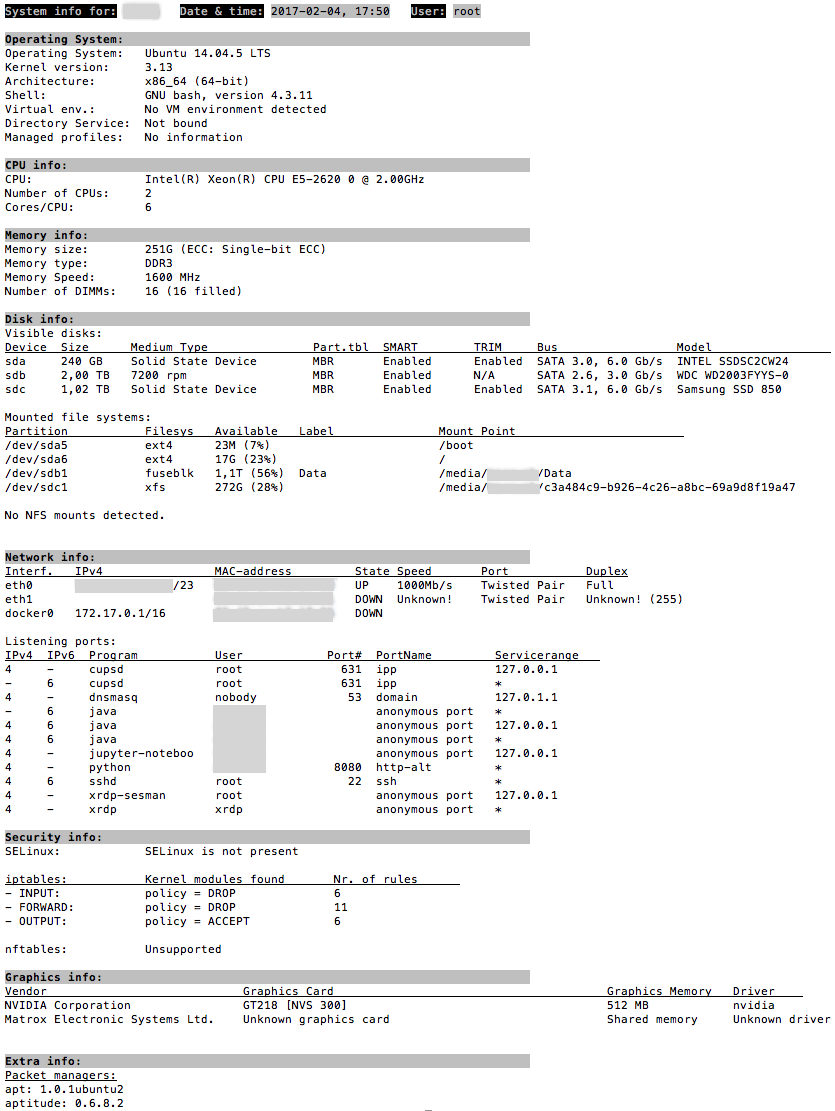 System info for: Date & time: 2017-02-04, 17:50 User: root
Operating System:
Operating System: Ubuntu 14.04.5 LTS
Kernel version: 3.13
Architecture: x86_64 (64-bit)
Shell: GNU bash, version 4.3.11
Virtual env.: No VM environment detected
Directory Service: Not bound
Managed profiles: No information
CPU info:
CPU: Intel(R) Xeon(R) CPU E5-2620 0 @ 2.00GHz
Number of CPUs: 2
Cores/CPU: 6
Memory info:
Memory size: 251G (ECC: Single-bit ECC)
Memory type: DDR3
Memory Speed: 1600 MHz
Number of DIMMs: 16 (16 filled)
Disk info:
Visible disks:
Device Size Medium Type Part.tbl SMART TRIM Bus Model
sda 240 GB Solid State Device MBR Enabled Enabled SATA 3.0, 6.0 Gb/s INTEL SSDSC2CW24
sdb 2,00 TB 7200 rpm MBR Enabled N/A SATA 2.6, 3.0 Gb/s WDC WD2003FYYS-0
sdc 1,02 TB Solid State Device MBR Enabled Enabled SATA 3.1, 6.0 Gb/s Samsung SSD 850
Mounted file systems:
Partition Filesys Available Label Mount Point
/dev/sda5 ext4 23M (7%) /boot
/dev/sda6 ext4 17G (23%) /
/dev/sdb1 fuseblk 1,1T (56%) Data /media/ /Data
/dev/sdc1 xfs 272G (28%) /media/ /c3a484c9-b926-4c26-a8bc-69a9d8f19a47
No NFS mounts detected.
Network info:
Interf. IPv4 MAC-address State Speed Port Duplex
eth0 /23 UP 1000Mb/s Twisted Pair Full
eth1 DOWN Unknown! Twisted Pair Unknown! (255)
docker0 172.17.0.1/16 DOWN
Listening ports:
IPv4 IPv6 Program User Port# PortName Servicerange
4 - cupsd root 631 ipp 127.0.0.1
- 6 cupsd root 631 ipp *
4 - dnsmasq nobody 53 domain 127.0.1.1
- 6 java anonymous port *
4 6 java anonymous port 127.0.0.1
4 6 java anonymous port *
4 - jupyter-noteboo anonymous port 127.0.0.1
4 - python 8080 http-alt *
4 6 sshd root 22 ssh *
4 - xrdp-sesman root anonymous port 127.0.0.1
4 - xrdp xrdp anonymous port *
Security info:
SELinux: SELinux is not present
iptables: Kernel modules found Nr. of rules
- INPUT: policy = DROP 6
- FORWARD: policy = DROP 11
- OUTPUT: policy = ACCEPT 6
nftables: Unsupported
Graphics info:
Vendor Graphics Card Graphics Memory Driver
NVIDIA Corporation GT218 [NVS 300] 512 MB nvidia
Matrox Electronic Systems Ltd. Unknown graphics card Shared memory Unknown driver
Extra info:
Packet managers:
apt: 1.0.1ubuntu2
aptitude: 0.6.8.2